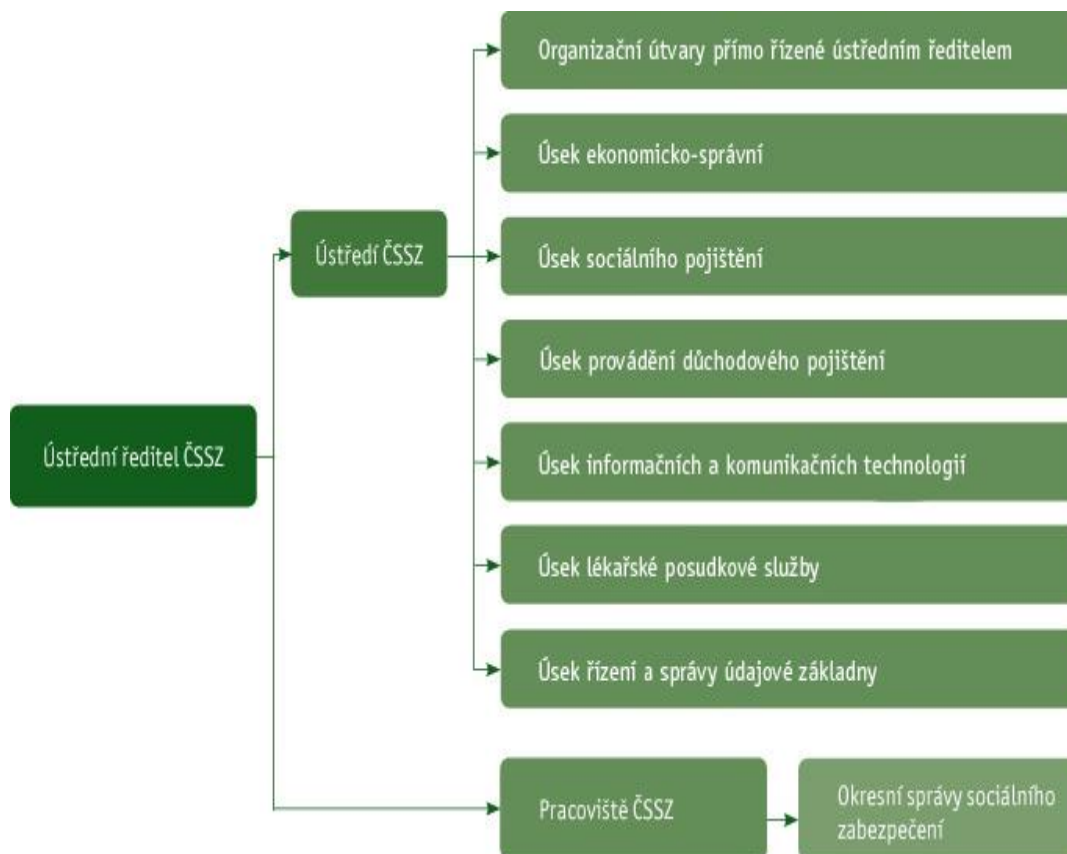 Organizační útvary přímo řízené ústředním ředitelem
Úsek ekonomicko-správní
Ústředí ČSSZ
Úsek sociálního pojištění
Úsek provádění důchodového pojištění
Ústřední ředitel ČSSZ
Úsek informačních a komunikačních technologií
Úsek lékařské posudkové služby
Úsek řízení a správy údajové základny
Pracoviště ČSSZ
Okresní správy sociálního
zabezpečení